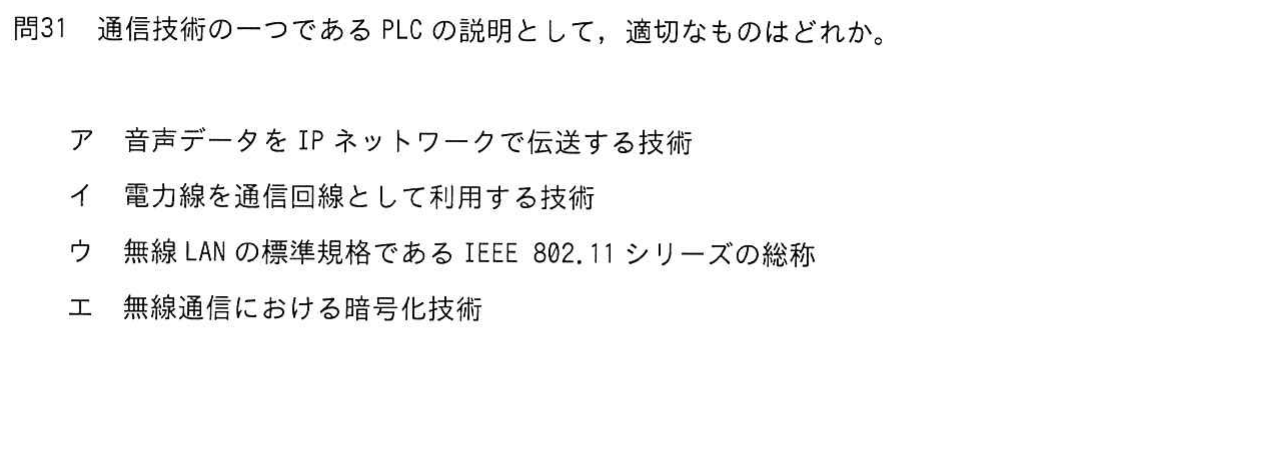 問31　通信技術の一つである PLC の説明として，適切なものはどれか。
ア　音声データを IP ネットワークで伝送する技術
イ　電力線を通信回線として利用する技術
ウ　無線 LAN の標準規格である IEEE 802.11 シリーズの総称
エ　無線通信における暗号化技術